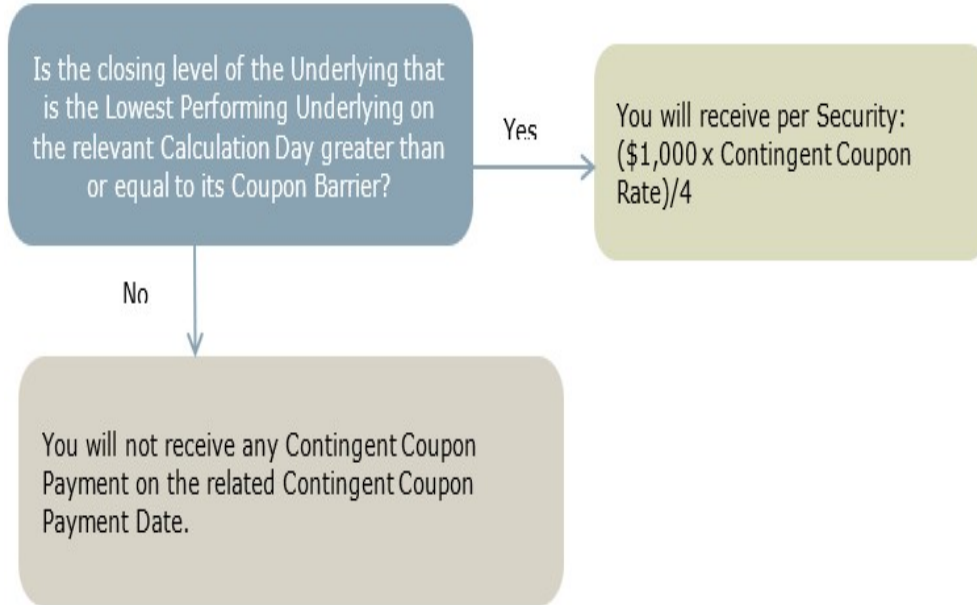 Is the closing level of the Underlying that
is the Lowest Performing Underlying on
the relevant Calculation Day greater than
or equal to its Coupon Barrier?
Yes
You will receive per Security:
($1,000 x Contingent Coupon
Rate)/4
No
You will not receive any Contingent Coupon
Payment on the related Contingent Coupon
Payment Date.